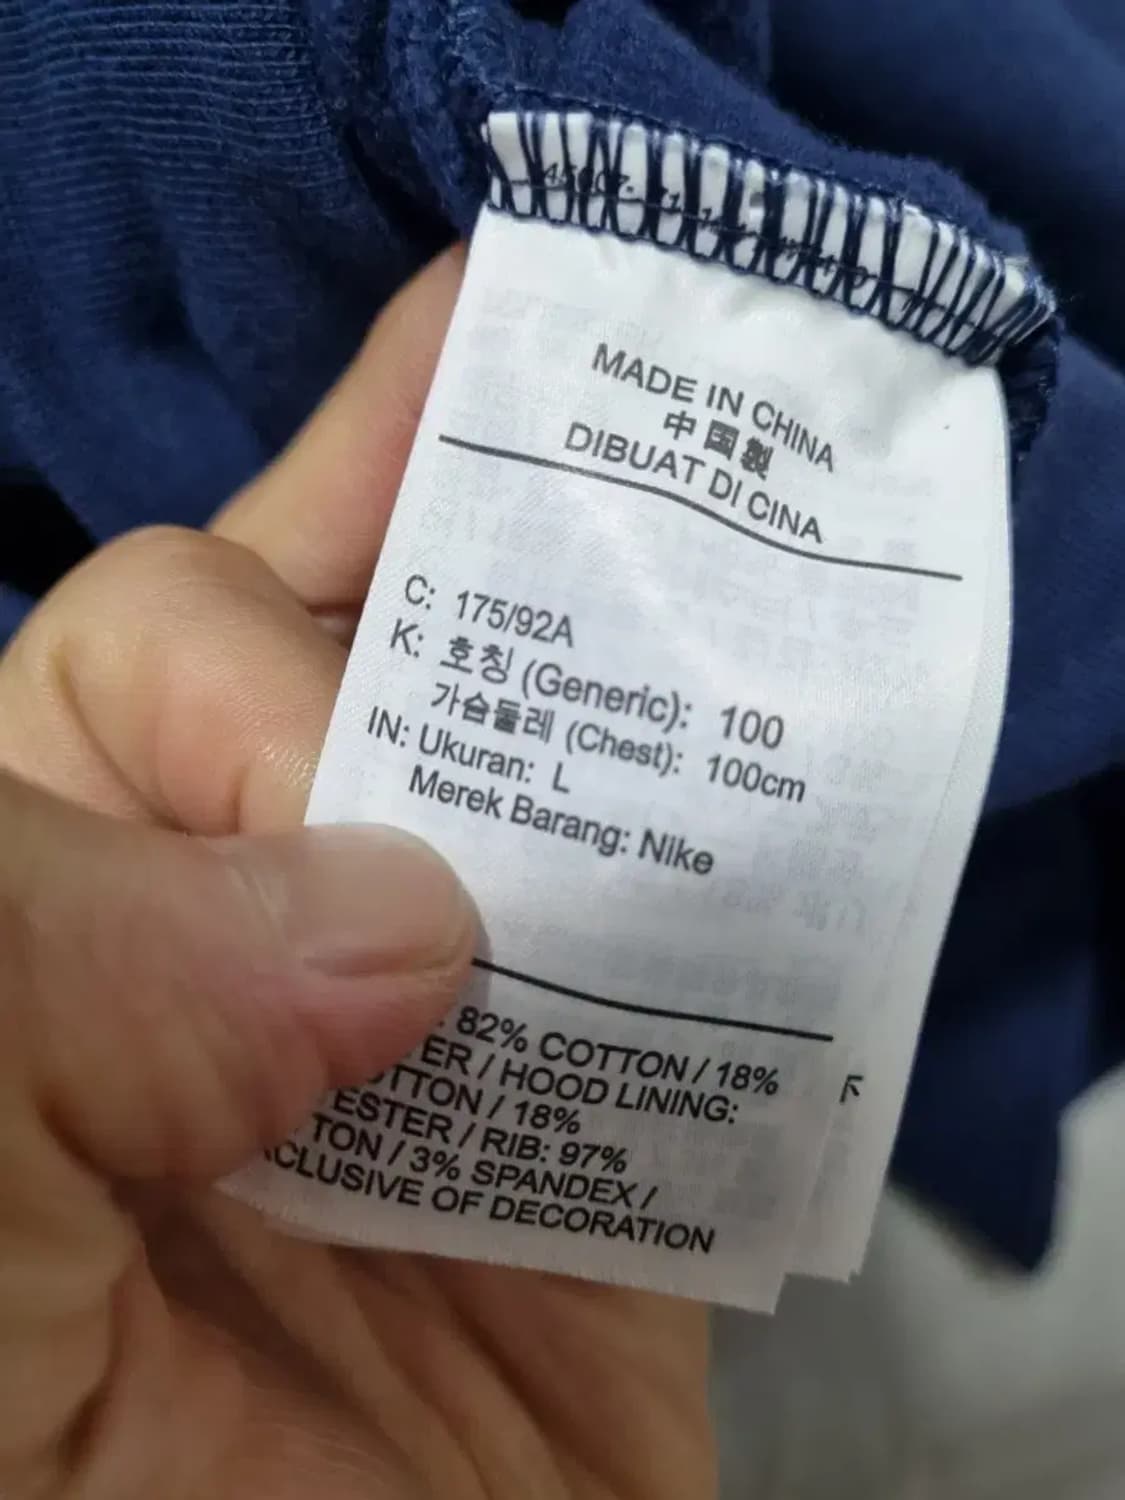 MADE IN CHINA
中国製
DIBUAT DI CINA
C: 175/92A
K: 호칭 (Generic): 100
가슴둘레 (Chest): 100cm
IN: Ukuran: L
Merek Barang: Nike
82% COTTON / 18%
ER / HOOD LINING:
TTON / 18%
ESTER / RIB: 97%
TON / 3% SPANDEX /
CLUSIVE OF DECORATION